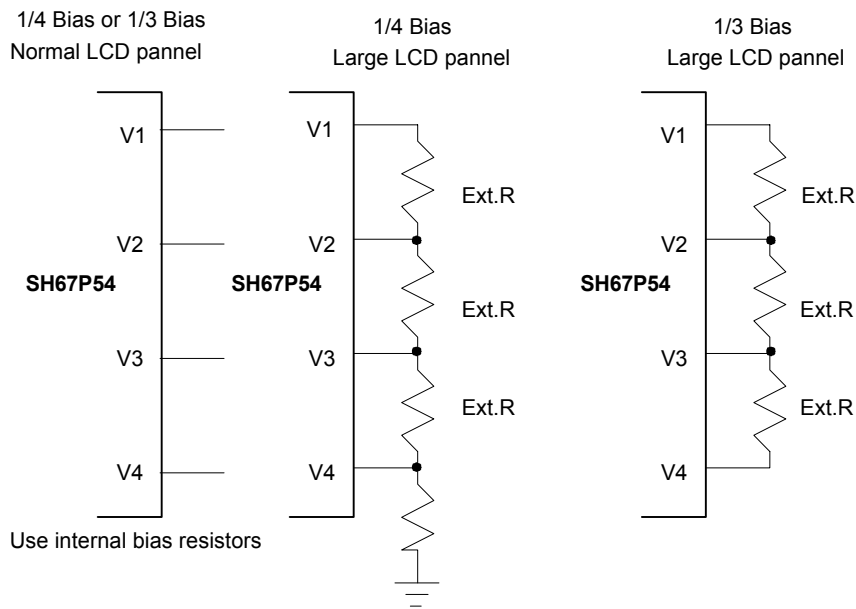 1/4 Bias or 1/3 Bias
Normal LCD pannel
V1
V2
SH67P54
V3
V4
Use internal bias resistors
1/4 Bias
Large LCD pannel
V1
Ext.R
V2
SH67P54
Ext.R
V3
Ext.R
V4
1/3 Bias
Large LCD pannel
V1
Ext.R
V2
SH67P54
Ext.R
V3
Ext.R
V4